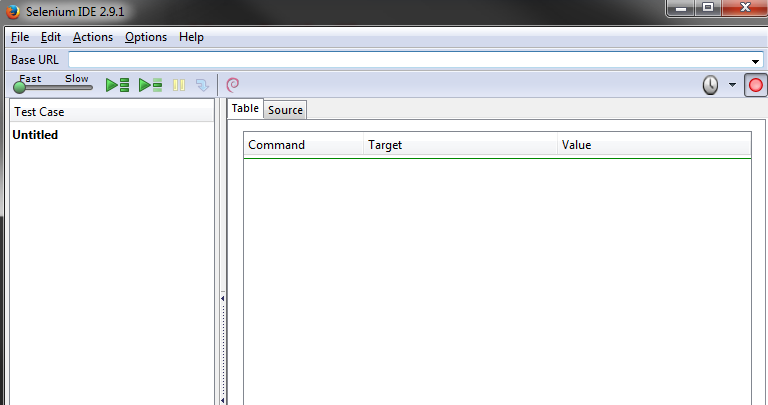 Selenium IDE 2.9.1
File Edit Actions Options Help
Base URL
Fast Slow
Test Case
Untitled
Table Source
Command Target Value